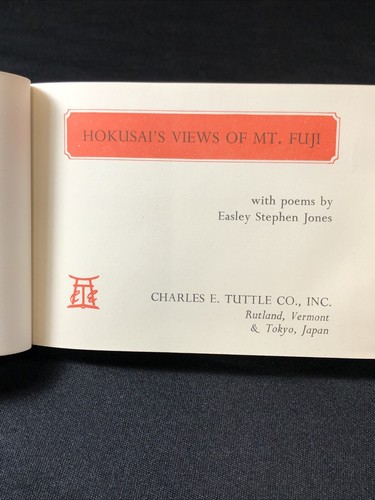 HOKUSAI'S VIEWS OF MT. FUJI
with poems by
Easley Stephen Jones
CHARLES E. TUTTLE CO., INC.
Rutland, Vermont
& Tokyo, Japan